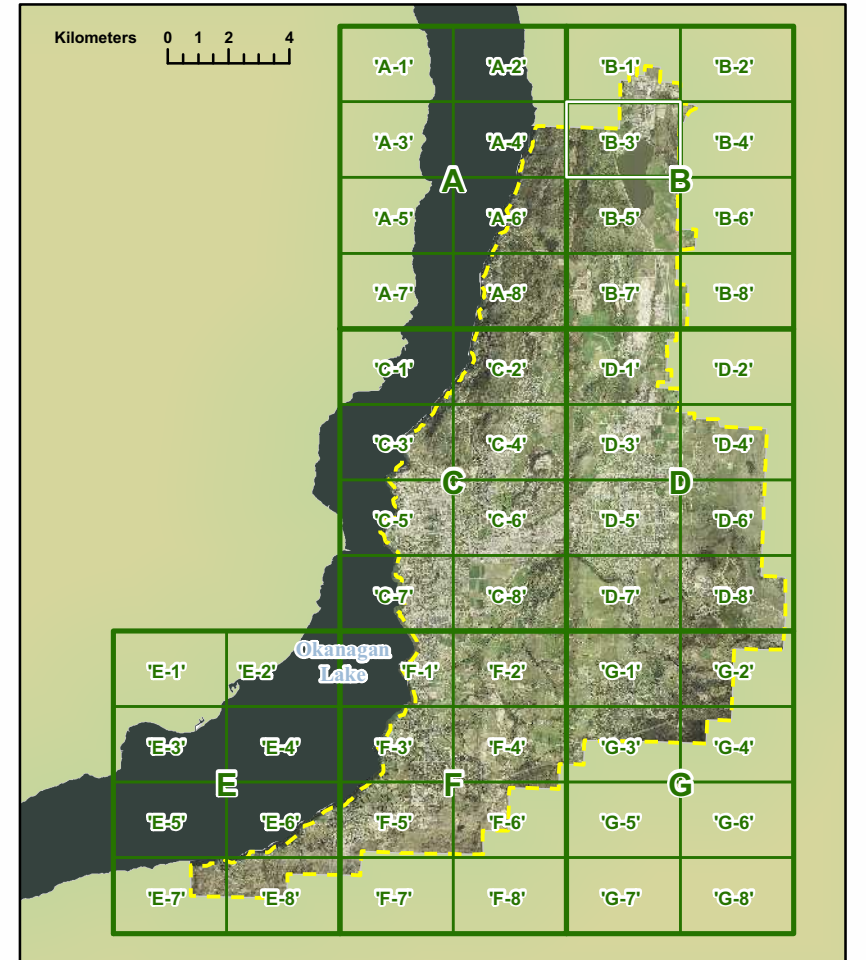 Kilometers 0 1 2 4
'A-1' 'A-2' 'B-1' 'B-2'
'A-3' 'A-4' 'B-3' 'B-4'
A B
'A-5' 'A-6' 'B-5' 'B-6'
'A-7' 'A-8' 'B-7' 'B-8'
'C-1' 'C-2' 'D-1' 'D-2'
'C-3' 'C-4' 'D-3' 'D-4'
C D
'C-5' 'C-6' 'D-5' 'D-6'
'C-7' 'C-8' 'D-7' 'D-8'
Okanagan
Lake
'E-1' 'E-2' 'F-1' 'F-2' 'G-1' 'G-2'
'E-3' 'E-4' 'F-3' 'F-4' 'G-3' 'G-4'
E F G
'E-5' 'E-6' 'F-5' 'F-6' 'G-5' 'G-6'
'E-7' 'E-8' 'F-7' 'F-8' 'G-7' 'G-8'